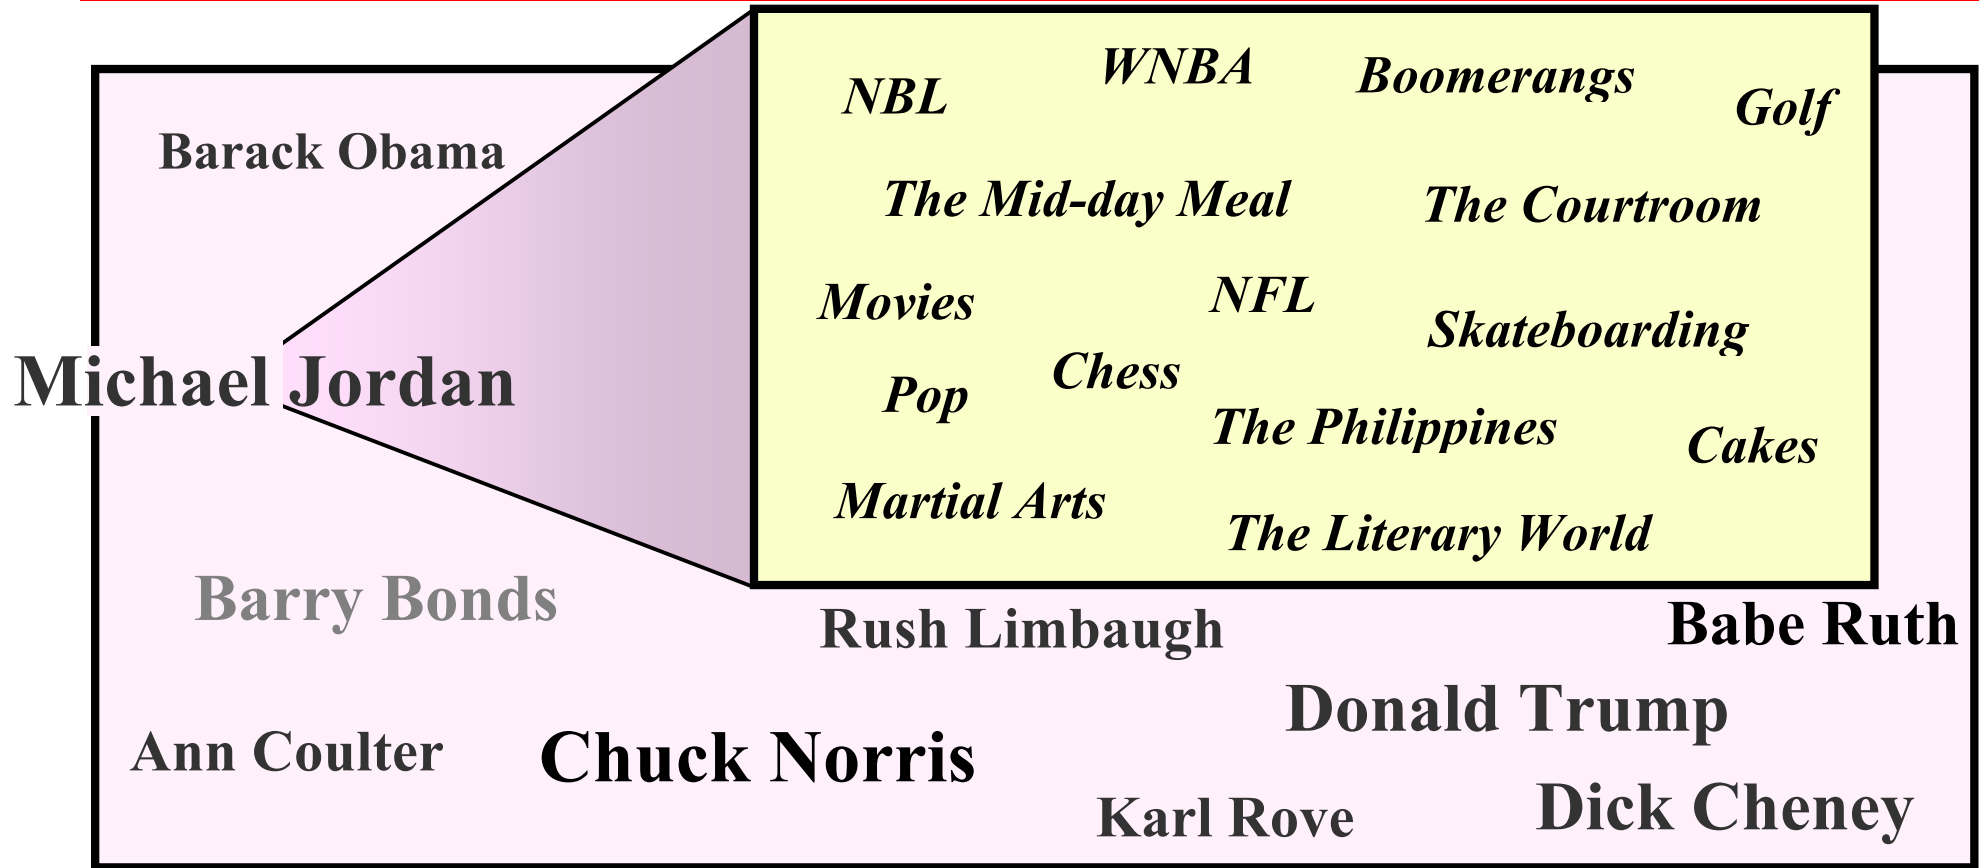 WNBA
Boomerangs
NBL
Golf
Barack Obama
The Mid-day Meal
The Courtroom
Movies
NFL
Skateboarding
Michael Jordan
Chess
Pop
The Philippines
Cakes
Martial Arts
The Literary World
Barry Bonds
Rush Limbaugh
Babe Ruth
Donald Trump
Ann Coulter
Chuck Norris
Karl Rove
Dick Cheney